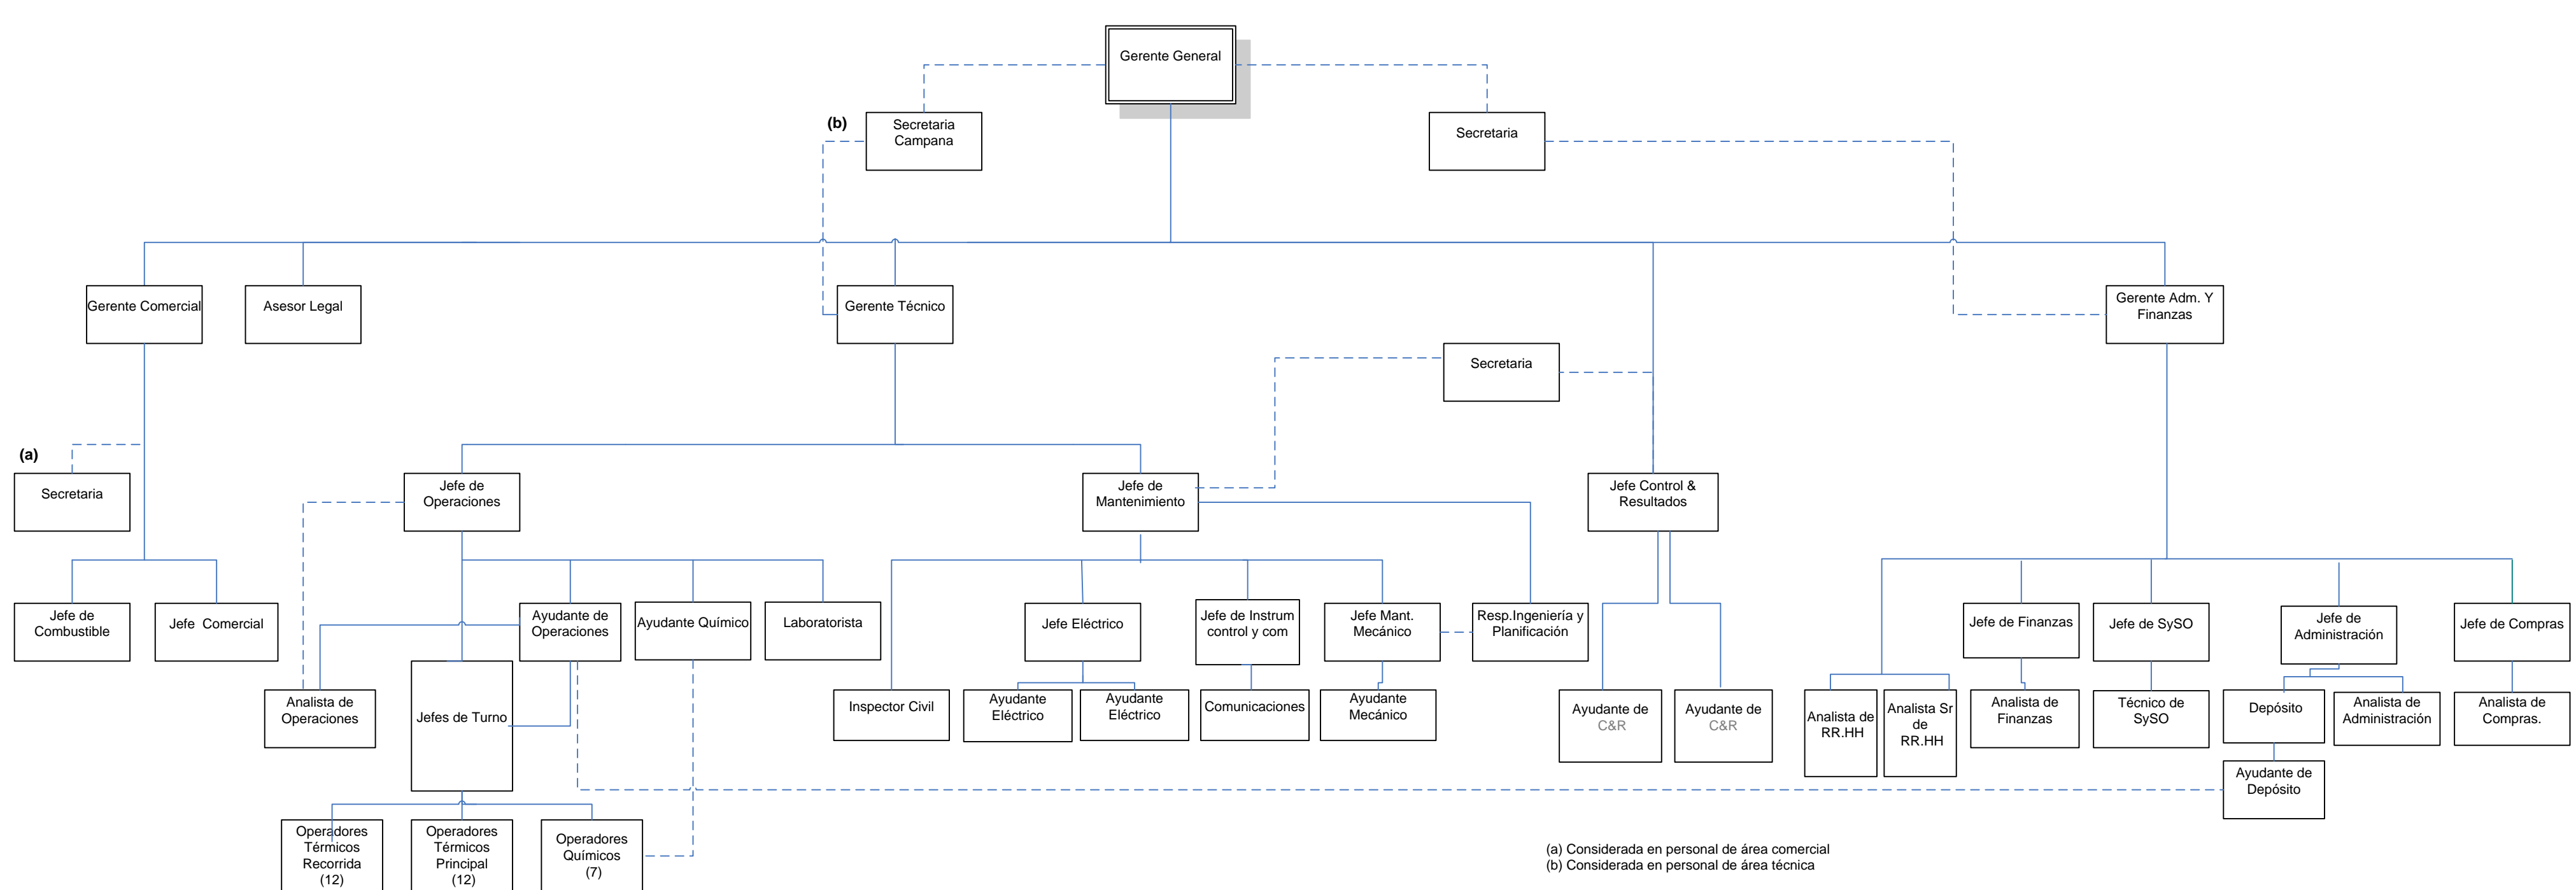 Gerente General
(b)
Secretaria
Campana
Secretaria
Gerente Comercial
Asesor Legal
Gerente Técnico
Gerente Adm. Y
Finanzas
Secretaria
(a)
Secretaria
Jefe de
Operaciones
Jefe de
Mantenimiento
Jefe Control &
Resultados
Jefe de
Combustible
Jefe Comercial
Ayudante de
Operaciones
Ayudante Químico
Laboratorista
Jefe Eléctrico
Jefe de Instrum
control y com
Jefe Mant.
Mecánico
Resp.Ingeniería y
Planificación
Jefe de Finanzas
Jefe de SySO
Jefe de
Administración
Jefe de Compras
Analista de
Operaciones
Jefes de Turno
Inspector Civil
Ayudante
Eléctrico
Ayudante
Eléctrico
Comunicaciones
Ayudante
Mecánico
Ayudante de
C&R
Ayudante de
C&R
Analista de
RR.HH
Analista Sr
de
RR.HH
Analista de
Finanzas
Técnico de
SySO
Depósito
Analista de
Administración
Analista de
Compras.
Ayudante de
Depósito
Operadores
Térmicos
Recorrida
(12)
Operadores
Térmicos
Principal
(12)
Operadores
Químicos
(7)
(a) Considerada en personal de área comercial
(b) Considerada en personal de área técnica